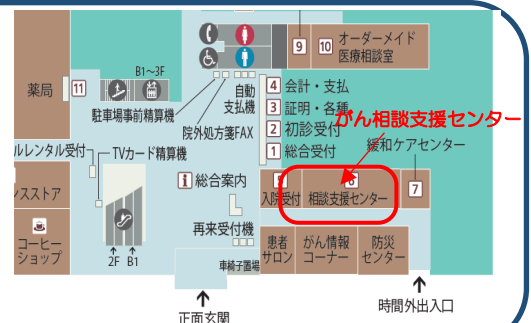 9
10 オーダーメイド
医療相談室
B1〜3F
薬局
11
駐車場事前精算機
自動
支払機
院外処方箋FAX
4 会計・支払
3 証明・各種
2 初診受付
1 総合受付
がん相談支援センター
緩和ケアセンター
ルレンタル受付
TVカード精算機
総合案内
入院受付
相談支援センター
7
ンスストア
コーヒー
ショップ
2F B1
再来受付機
車椅子置場
患者
サロン
がん情報
コーナー
防災
センター
正面玄関
時間外出入口